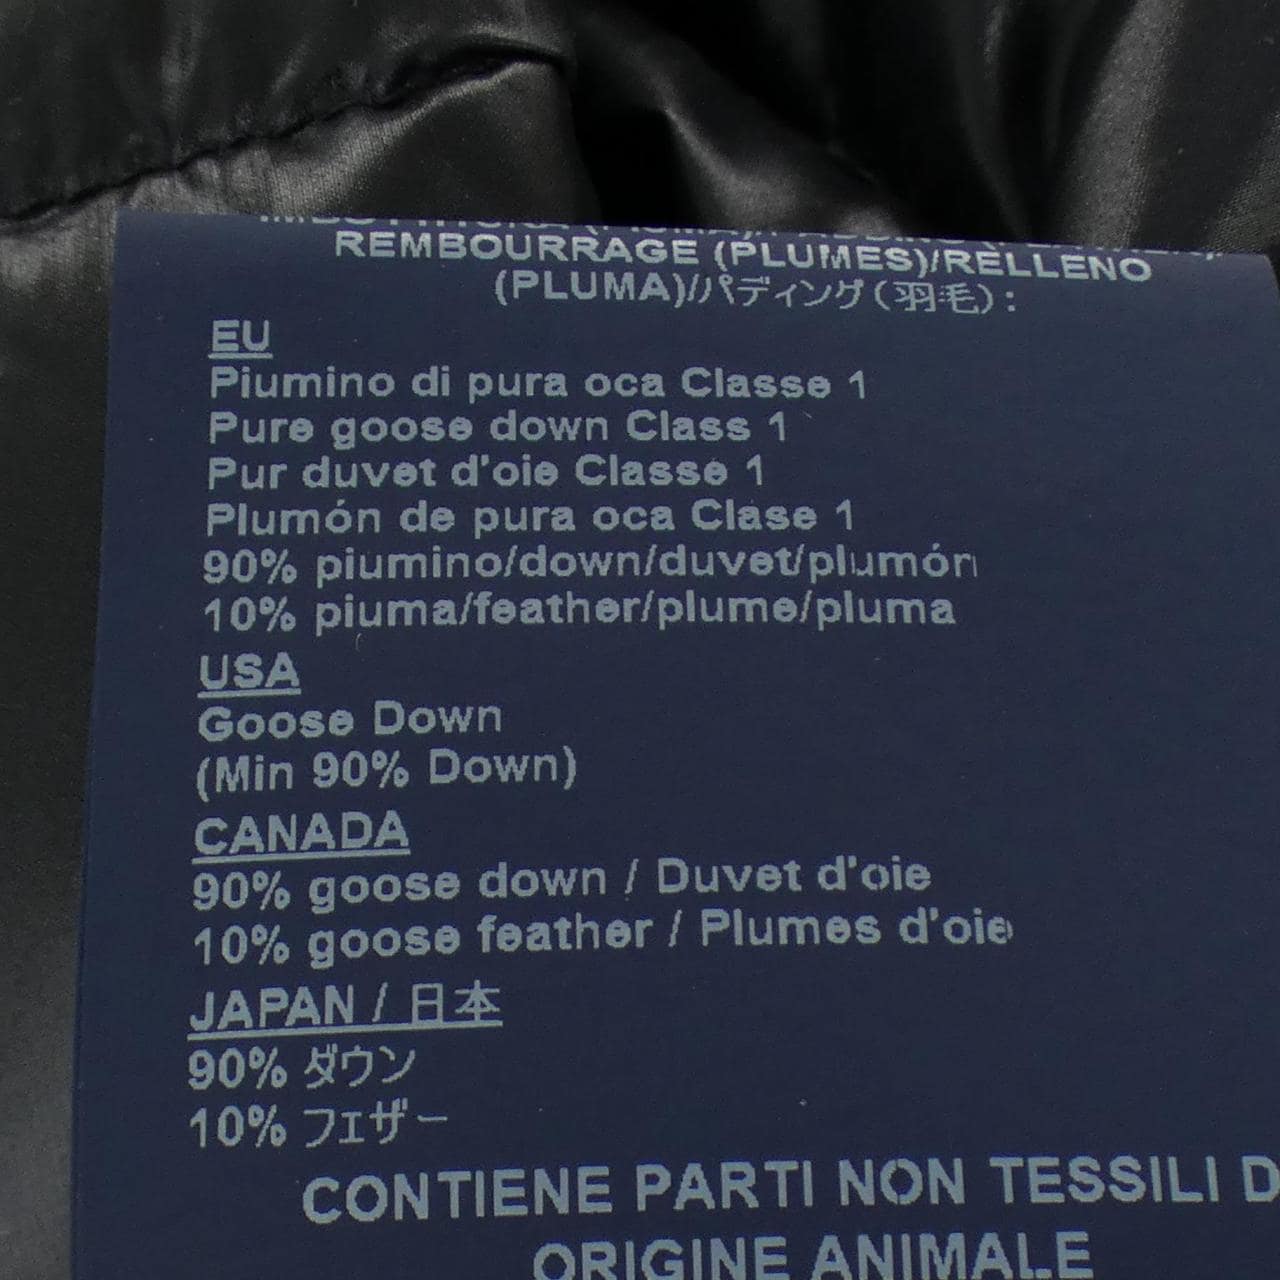 REMBOURRAGE (PLUMES)/RELLENO
(PLUMA)/パディング(羽毛):
EU
Piumino di pura oca Classe 1
Pure goose down Class 1
Pur duvet d'oie Classe 1
Plumón de pura oca Clase 1
90% piumino/down/duvet/plumón
10% piuma/feather/plume/pluma
USA
Goose Down
(Min 90% Down)
CANADA
90% goose down / Duvet d'oie
10% goose feather / Plumes d'oie
JAPAN / 日本
90% ダウン
10% フェザー
CONTIENE PARTI NON TESSILI D
ORIGINE ANIMALE